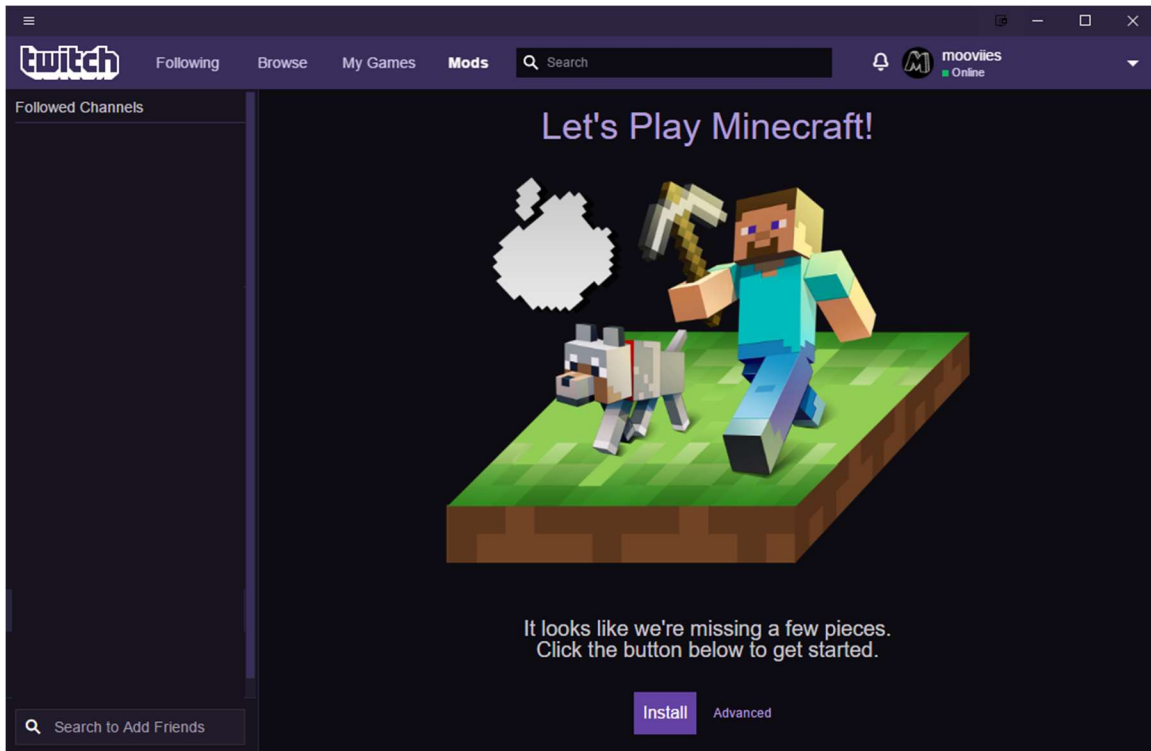 twitch
Following
Browse
My Games
Mods
Search
mooviies
Online
Followed Channels
Let's Play Minecraft!
It looks like we're missing a few pieces.
Click the button below to get started.
Install
Advanced
Search to Add Friends